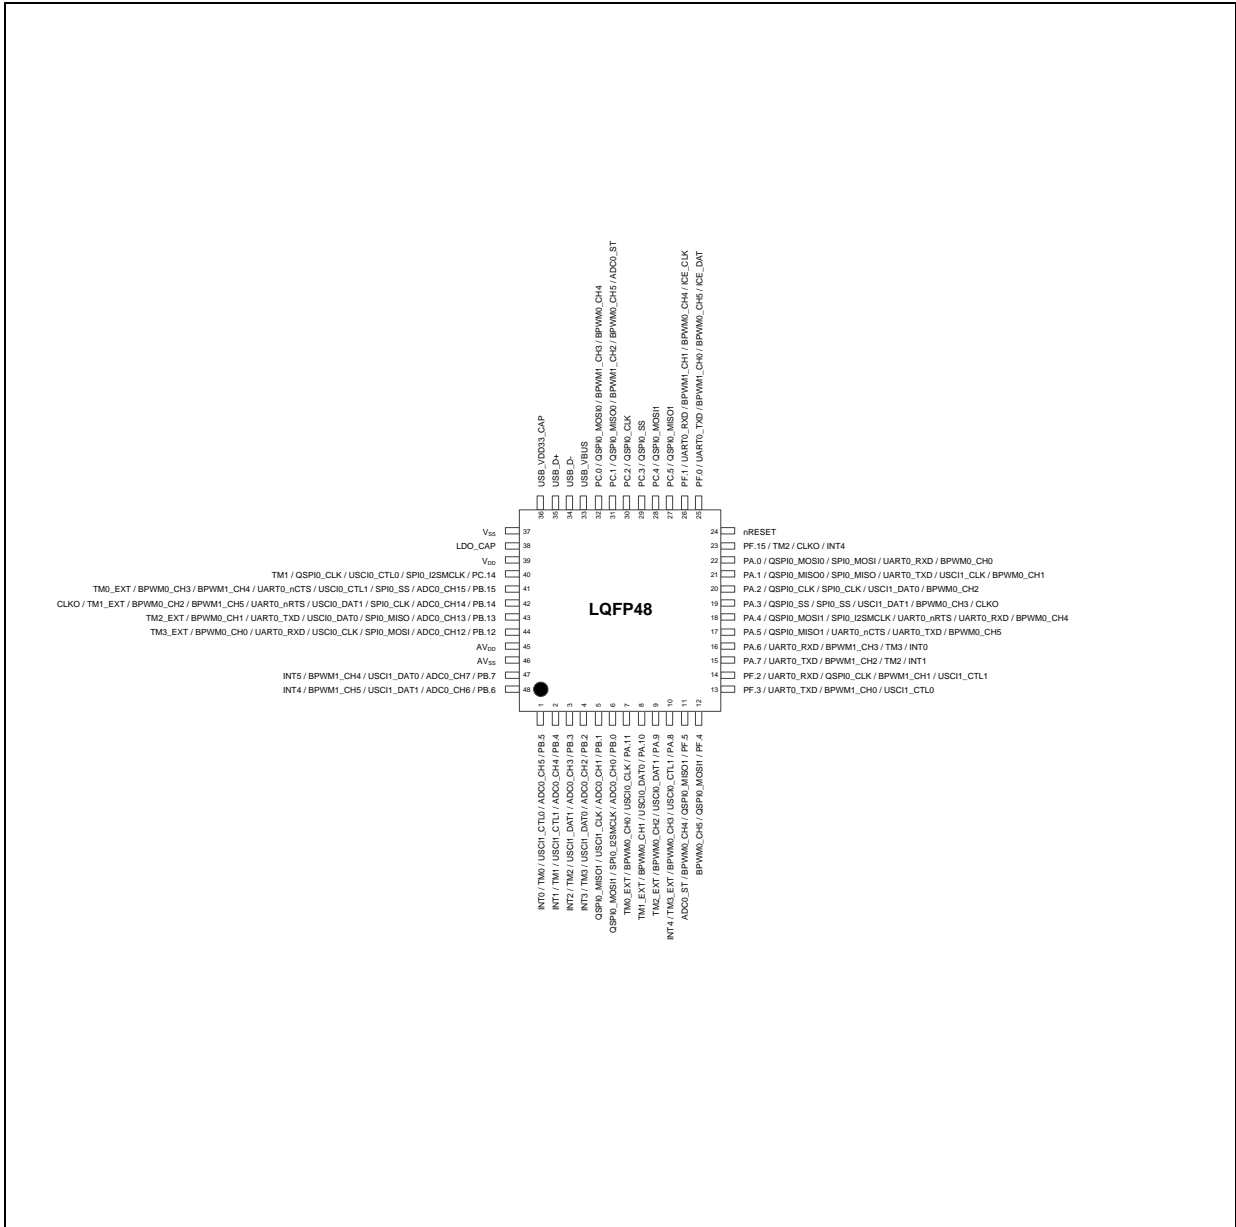 USB_VDD33_CAP
USB_D+
USB_D-
USB_VBUS
PC.0 / QSPI0_MOSI0 / BPWM1_CH3 / BPWM0_CH4
PC.1 / QSPI0_MISO0 / BPWM1_CH2 / BPWM0_CH5 / ADC0_ST
PC.2 / QSPI0_CLK
PC.3 / QSPI0_SS
PC.4 / QSPI0_MOSI1
PC.5 / QSPI0_MISO1
PF.1 / UART0_RXD / BPWM1_CH1 / BPWM0_CH4 / ICE_CLK
PF.0 / UART0_TXD / BPWM1_CH0 / BPWM0_CH5 / ICE_DAT
36
35
34
33
32
31
30
29
28
27
26
25
VSS 37
LDO_CAP 38
VDD 39
TM1 / QSPI0_CLK / USCI0_CTL0 / SPI0_I2SMCLK / PC.14 40
TM0_EXT / BPWM0_CH3 / BPWM1_CH4 / UART0_nCTS / USCI0_CTL1 / SPI0_SS / ADC0_CH15 / PB.15 41
CLKO / TM1_EXT / BPWM0_CH2 / BPWM1_CH5 / UART0_nRTS / USCI0_DAT1 / SPI0_CLK / ADC0_CH14 / PB.14 42
TM2_EXT / BPWM0_CH1 / UART0_TXD / USCI0_DAT0 / SPI0_MISO / ADC0_CH13 / PB.13 43
TM3_EXT / BPWM0_CH0 / UART0_RXD / USCI0_CLK / SPI0_MOSI / ADC0_CH12 / PB.12 44
AVDD 45
AVSS 46
INT5 / BPWM1_CH4 / USCI1_DAT0 / ADC0_CH7 / PB.7 47
INT4 / BPWM1_CH5 / USCI1_DAT1 / ADC0_CH6 / PB.6 48
LQFP48
24 nRESET
23 PF.15 / TM2 / CLKO / INT4
22 PA.0 / QSPI0_MOSI0 / SPI0_MOSI / UART0_RXD / BPWM0_CH0
21 PA.1 / QSPI0_MISO0 / SPI0_MISO / UART0_TXD / USCI1_CLK / BPWM0_CH1
20 PA.2 / QSPI0_CLK / SPI0_CLK / USCI1_DAT0 / BPWM0_CH2
19 PA.3 / QSPI0_SS / SPI0_SS / USCI1_DAT1 / BPWM0_CH3 / CLKO
18 PA.4 / QSPI0_MOSI1 / SPI0_I2SMCLK / UART0_nRTS / UART0_RXD / BPWM0_CH4
17 PA.5 / QSPI0_MISO1 / UART0_nCTS / UART0_TXD / BPWM0_CH5
16 PA.6 / UART0_RXD / BPWM1_CH3 / TM3 / INT0
15 PA.7 / UART0_TXD / BPWM1_CH2 / TM2 / INT1
14 PF.2 / UART0_RXD / QSPI0_CLK / BPWM1_CH1 / USCI1_CTL1
13 PF.3 / UART0_TXD / BPWM1_CH0 / USCI1_CTL0
1
2
3
4
5
6
7
8
9
10
11
12
INT0 / TM0 / USCI1_CTL0 / ADC0_CH5 / PB.5
INT1 / TM1 / USCI1_CTL1 / ADC0_CH4 / PB.4
INT2 / TM2 / USCI1_DAT1 / ADC0_CH3 / PB.3
INT3 / TM3 / USCI1_DAT0 / ADC0_CH2 / PB.2
QSPI0_MISO1 / USCI1_CLK / ADC0_CH1 / PB.1
QSPI0_MOSI1 / SPI0_I2SMCLK / ADC0_CH0 / PB.0
TM0_EXT / BPWM0_CH0 / USCI0_CLK / PA.11
TM1_EXT / BPWM0_CH1 / USCI0_DAT0 / PA.10
TM2_EXT / BPWM0_CH2 / USCI0_DAT1 / PA.9
INT4 / TM3_EXT / BPWM0_CH3 / USCI0_CTL1 / PA.8
ADC0_ST / BPWM0_CH4 / QSPI0_MISO1 / PF.5
BPWM0_CH5 / QSPI0_MOSI1 / PF.4